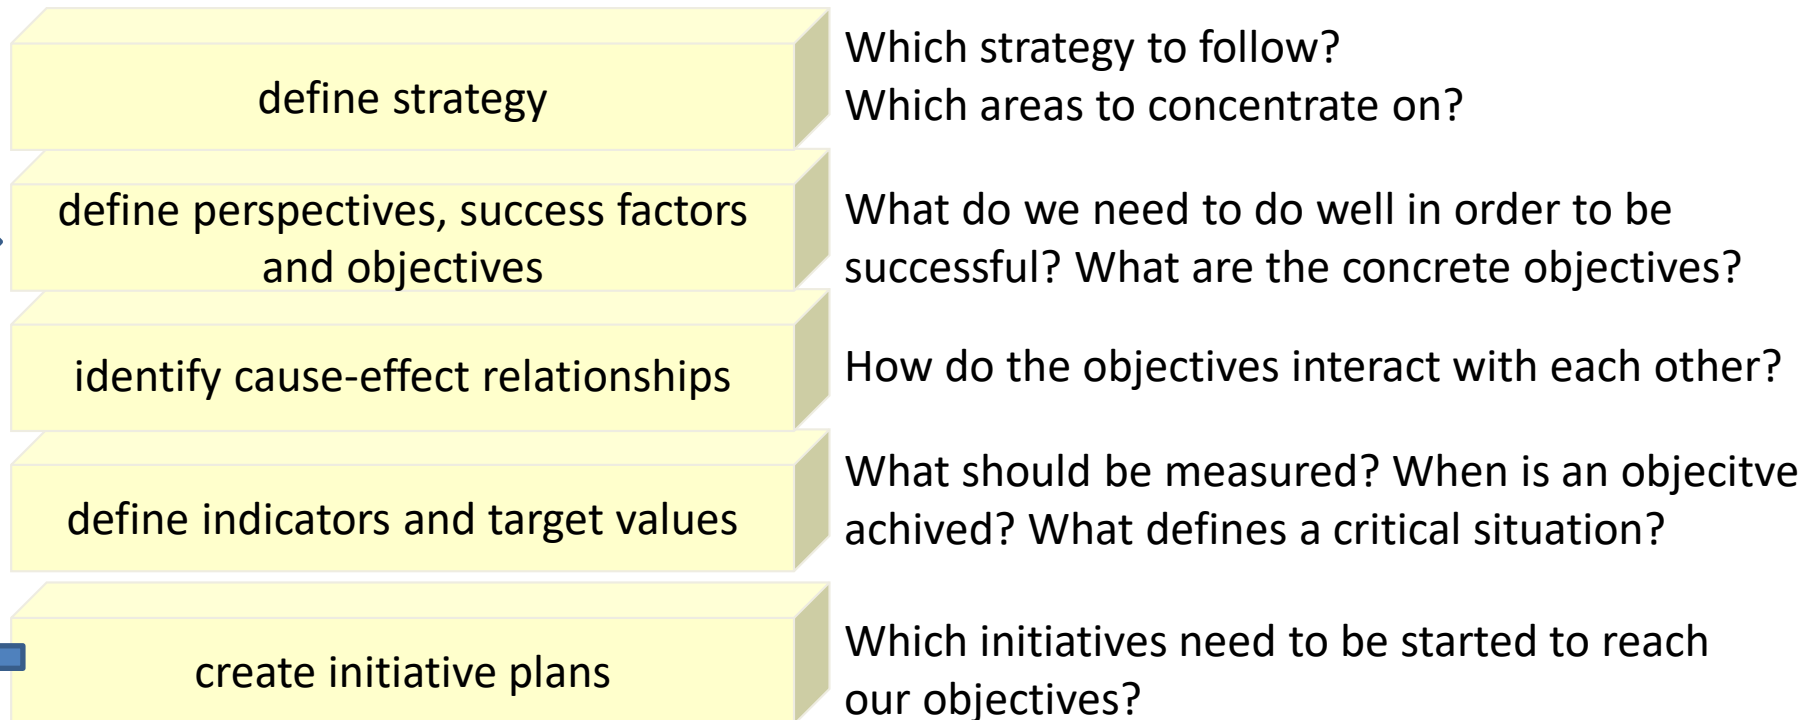 define strategy
Which strategy to follow?
Which areas to concentrate on?
define perspectives, success factors
and objectives
What do we need to do well in order to be
successful? What are the concrete objectives?
identify cause-effect relationships
How do the objectives interact with each other?
define indicators and target values
What should be measured? When is an objecitve
achived? What defines a critical situation?
create initiative plans
Which initiatives need to be started to reach
our objectives?